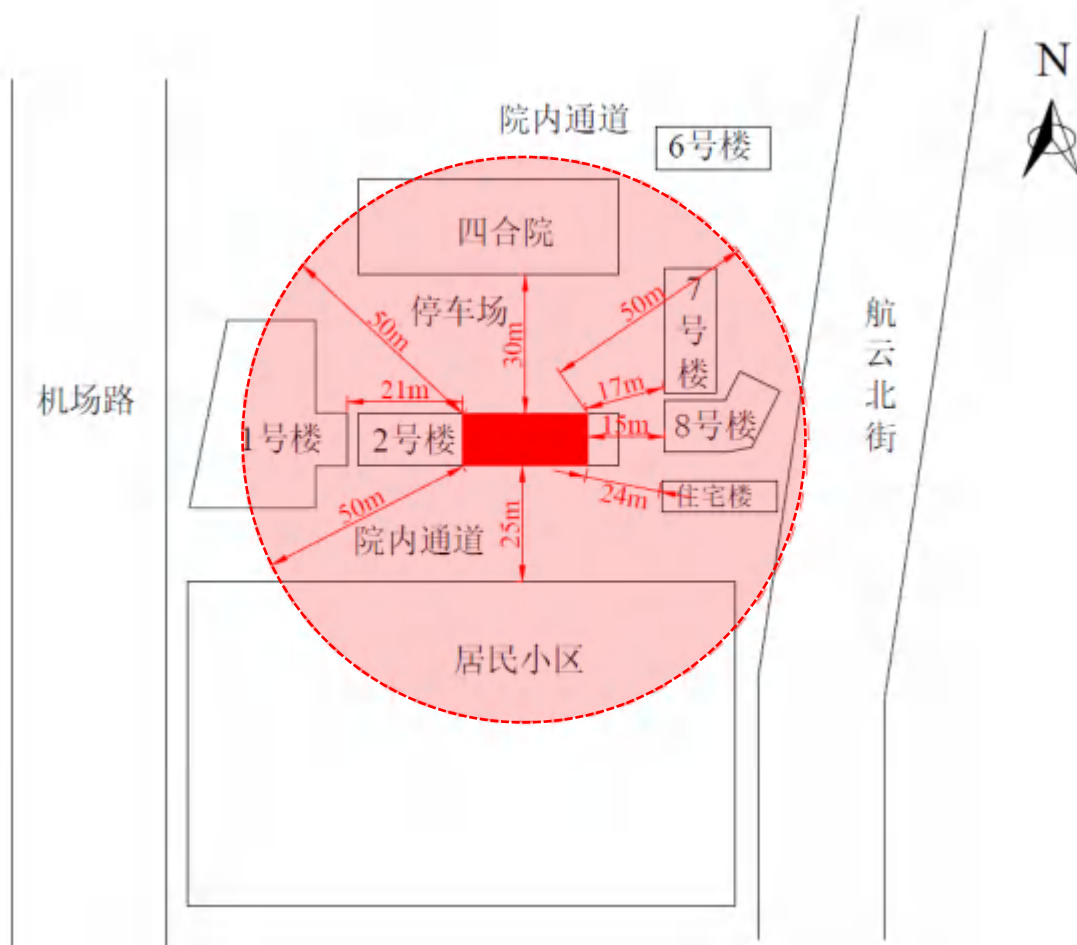 N
院内通道
6号楼
四合院
7号楼
停车场
50m
50m
30m
航云北街
机场路
21m
17m
1号楼
2号楼
15m
8号楼
24m
住宅楼
50m
院内通道
25m
居民小区